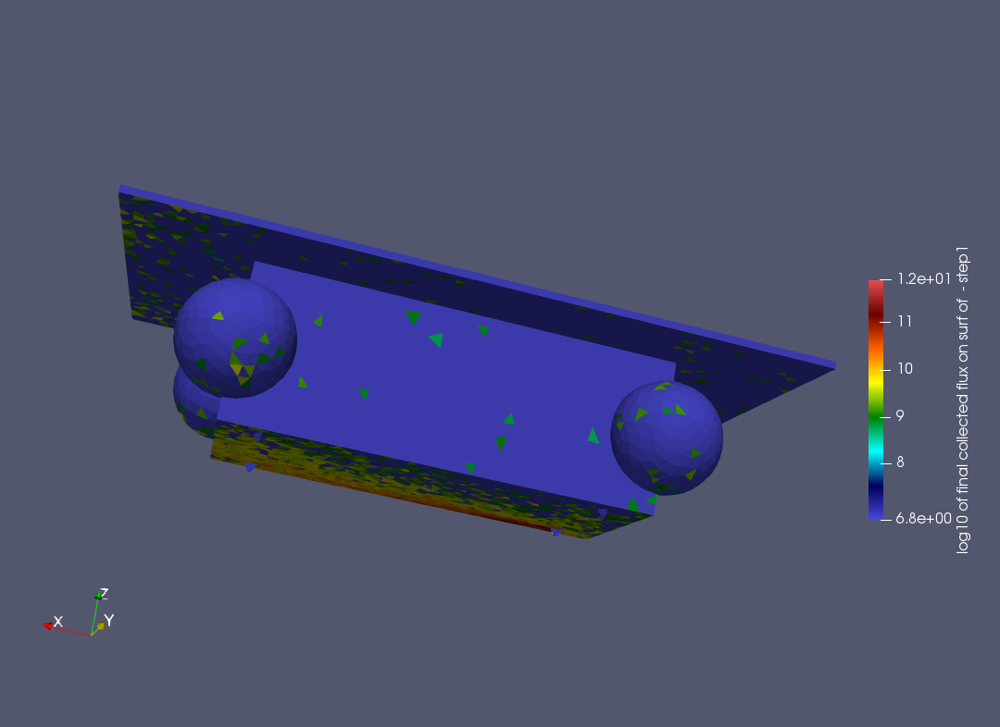 1.2e+01
11
10
9
8
6.8e+00
log10 of final collected flux on surf of  - step1
Z
X
Y